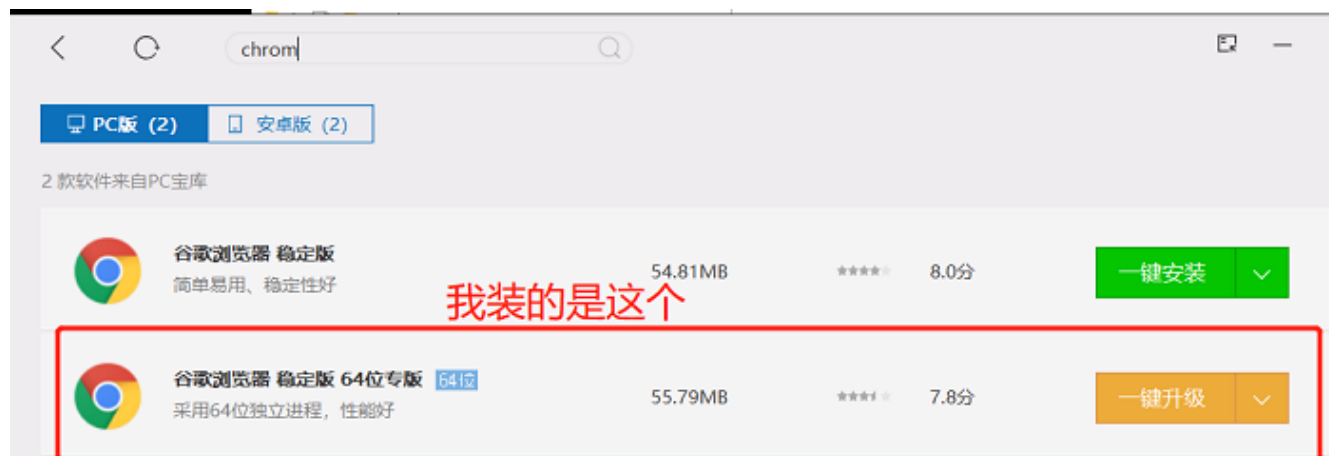 chrom
PC版 (2)
安卓版 (2)
2 款软件来自PC宝库
谷歌浏览器 稳定版
简单易用、稳定性好
54.81MB
8.0分
一键安装
我装的是这个
谷歌浏览器 稳定版 64位专版 64位
采用64位独立进程，性能好
55.79MB
7.8分
一键升级